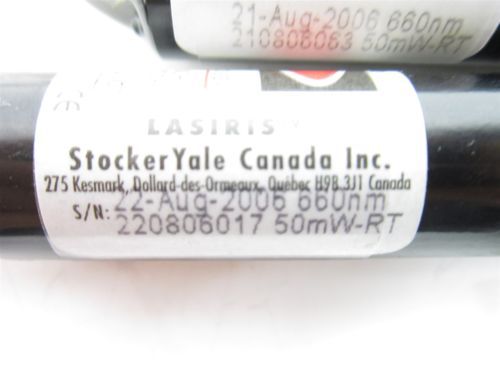 21-Aug-2006 660nm
210806063 50mW-RT
LASIRIS
StockerYale Canada Inc.
275 Kesmark, Dollard-des-Ormeaux, Québec H9B 3J1 Canada
S/N: 22-Aug-2006 660nm
220806017 50mW-RT